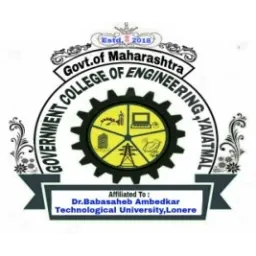 Estd. 2018
Govt.of Maharashtra
GOVERNMENT COLLEGE OF ENGINEERING ,YAVATMAL
Affiliated To :
Dr.Babasaheb Ambedkar
Technological University,Lonere